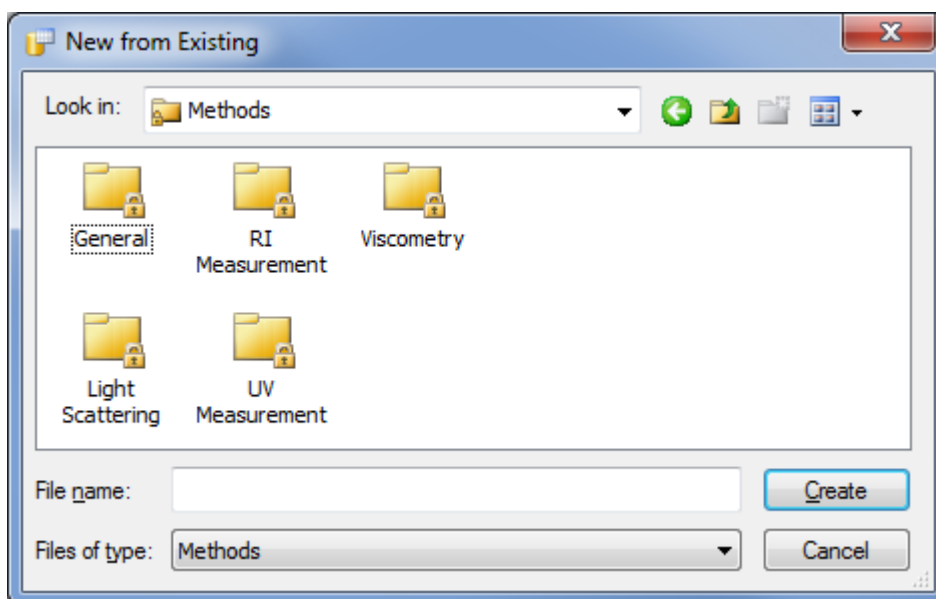 New from Existing
Look in:
Methods
General
RI
Measurement
Viscometry
Light
Scattering
UV
Measurement
File name:
Create
Files of type:
Methods
Cancel